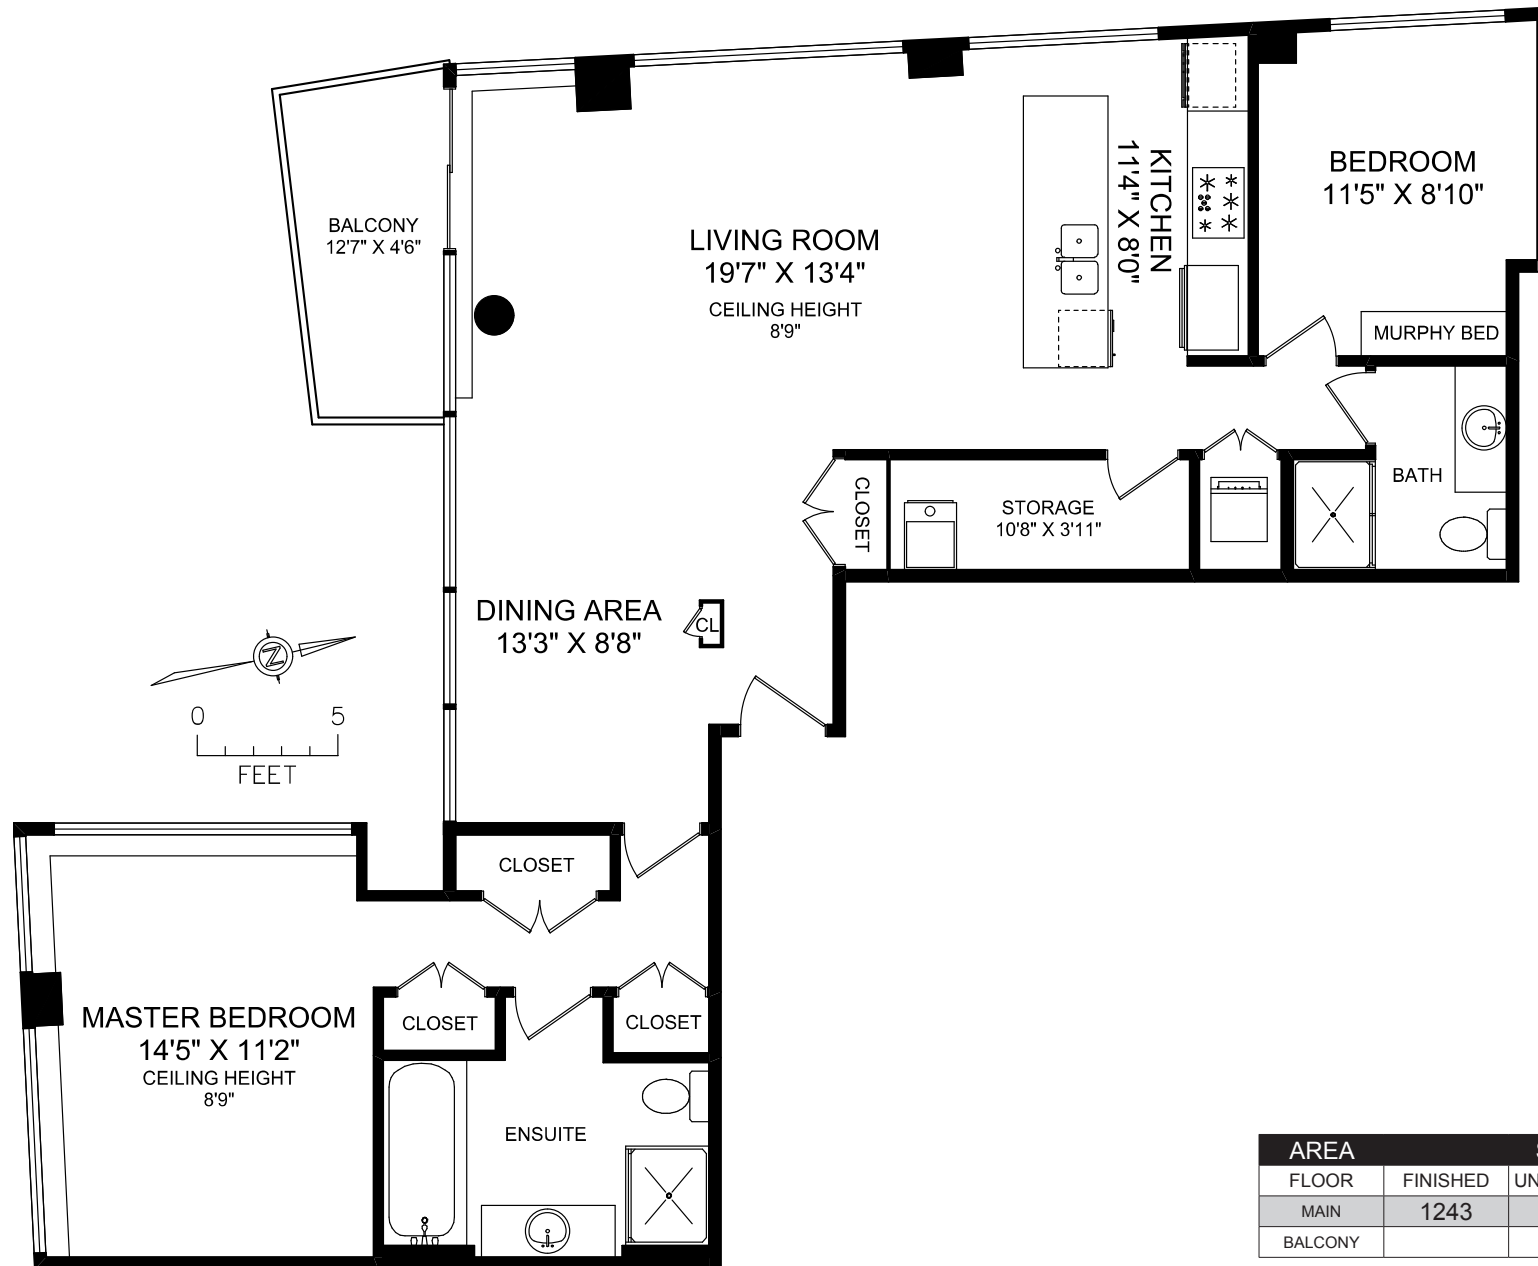 BALCONY
12'7" X 4'6"
LIVING ROOM
19'7" X 13'4"
CEILING HEIGHT
8'9"
KITCHEN
11'4" X 8'0"
BEDROOM
11'5" X 8'10"
MURPHY BED
BATH
CLOSET
STORAGE
10'8" X 3'11"
DINING AREA
13'3" X 8'8"
CL
N
0 5
FEET
CLOSET
CLOSET
CLOSET
MASTER BEDROOM
14'5" X 11'2"
CEILING HEIGHT
8'9"
ENSUITE
AREA
FLOOR FINISHED UN
MAIN 1243
BALCONY